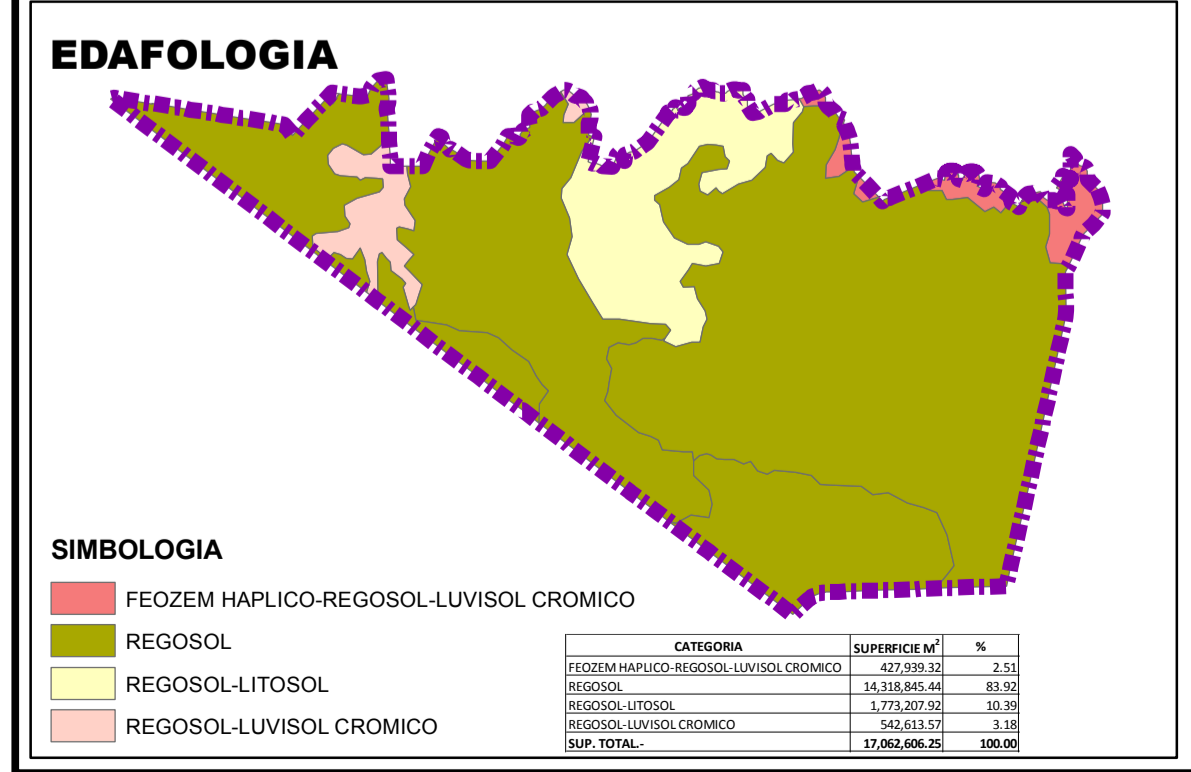 EDAFOLOGIA
SIMBOLOGIA
FEOZEM HAPLICO-REGOSOL-LUVISOL CROMICO
REGOSOL
REGOSOL-LITOSOL
REGOSOL-LUVISOL CROMICO
CATEGORIA SUPERFICIE M² %
FEOZEM HAPLICO-REGOSOL-LUVISOL CROMICO 427,939.32 2.51
REGOSOL 14,318,845.44 83.92
REGOSOL-LITOSOL 1,773,207.92 10.39
REGOSOL-LUVISOL CROMICO 542,613.57 3.18
SUP. TOTAL.- 17,062,606.25 100.00